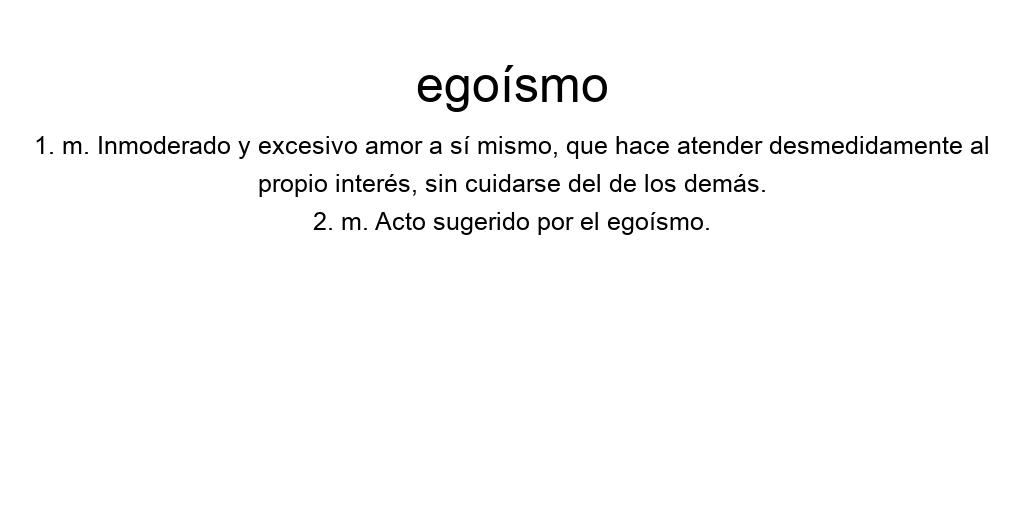 egoísmo
1. m. Inmoderado y excesivo amor a sí mismo, que hace atender desmedidamente al
propio interés, sin cuidarse del de los demás.
2. m. Acto sugerido por el egoísmo.